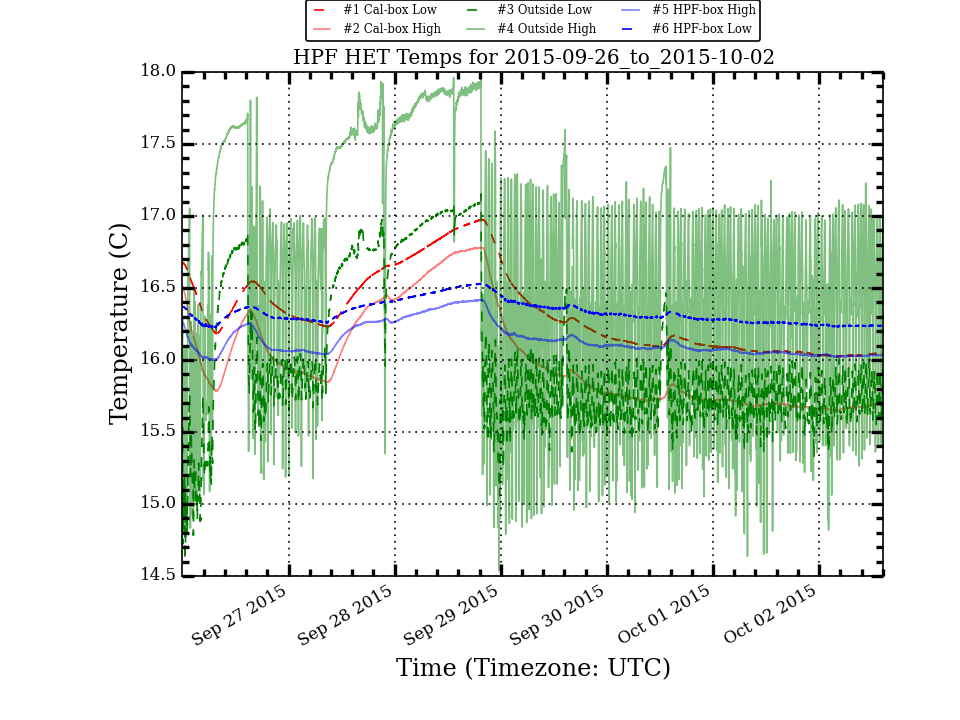 #1 Cal-box Low #3 Outside Low #5 HPF-box High
#2 Cal-box High #4 Outside High #6 HPF-box Low
HPF HET Temps for 2015-09-26_to_2015-10-02
18.0
17.5
17.0
16.5
16.0
15.5
15.0
14.5
Temperature (C)
Sep 27 2015 Sep 28 2015 Sep 29 2015 Sep 30 2015 Oct 01 2015 Oct 02 2015
Time (Timezone: UTC)